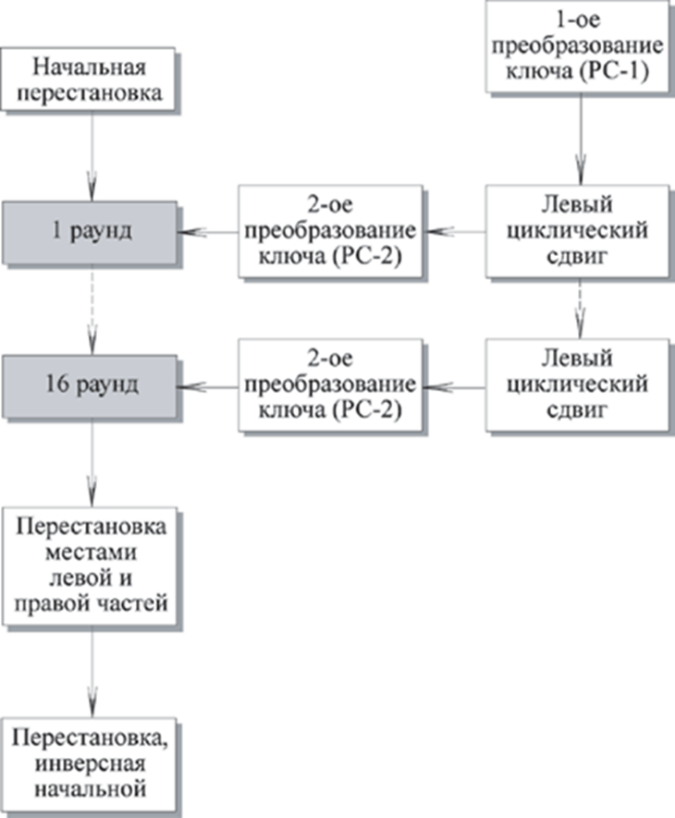 1-ое
преобразование
ключа (PC-1)
Начальная
перестановка
1 раунд
2-ое
преобразование
ключа (PC-2)
Левый
циклический
сдвиг
16 раунд
2-ое
преобразование
ключа (PC-2)
Левый
циклический
сдвиг
Перестановка
местами
левой и
правой частей
Перестановка,
инверсная
начальной